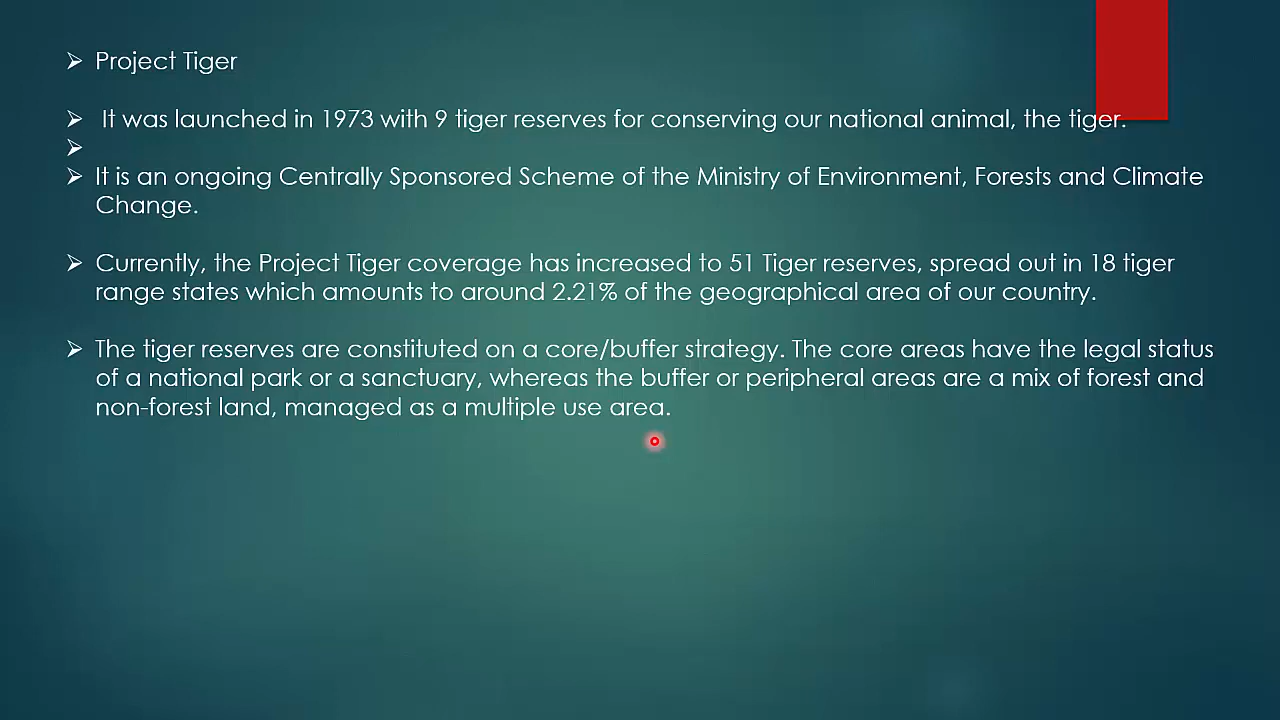 Project Tiger
It was launched in 1973 with 9 tiger reserves for conserving our national animal, the tiger.
It is an ongoing Centrally Sponsored Scheme of the Ministry of Environment, Forests and Climate
Change.
Currently, the Project Tiger coverage has increased to 51 Tiger reserves, spread out in 18 tiger
range states which amounts to around 2.21% of the geographical area of our country.
The tiger reserves are constituted on a core/buffer strategy. The core areas have the legal status
of a national park or a sanctuary, whereas the buffer or peripheral areas are a mix of forest and
non-forest land, managed as a multiple use area.